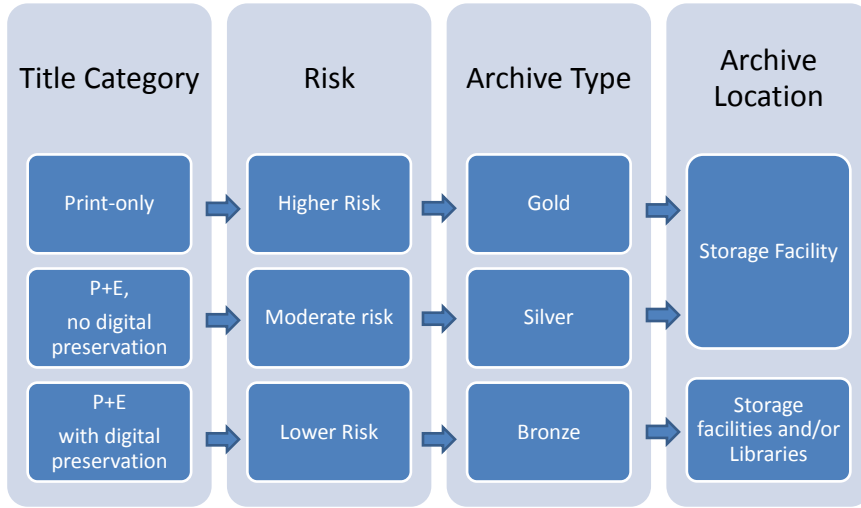 Title Category
Risk
Archive Type
Archive
Location
Print-only
Higher Risk
Gold
Storage Facility
P+E,
no digital
preservation
Moderate risk
Silver
P+E
with digital
preservation
Lower Risk
Bronze
Storage
facilities and/or
Libraries